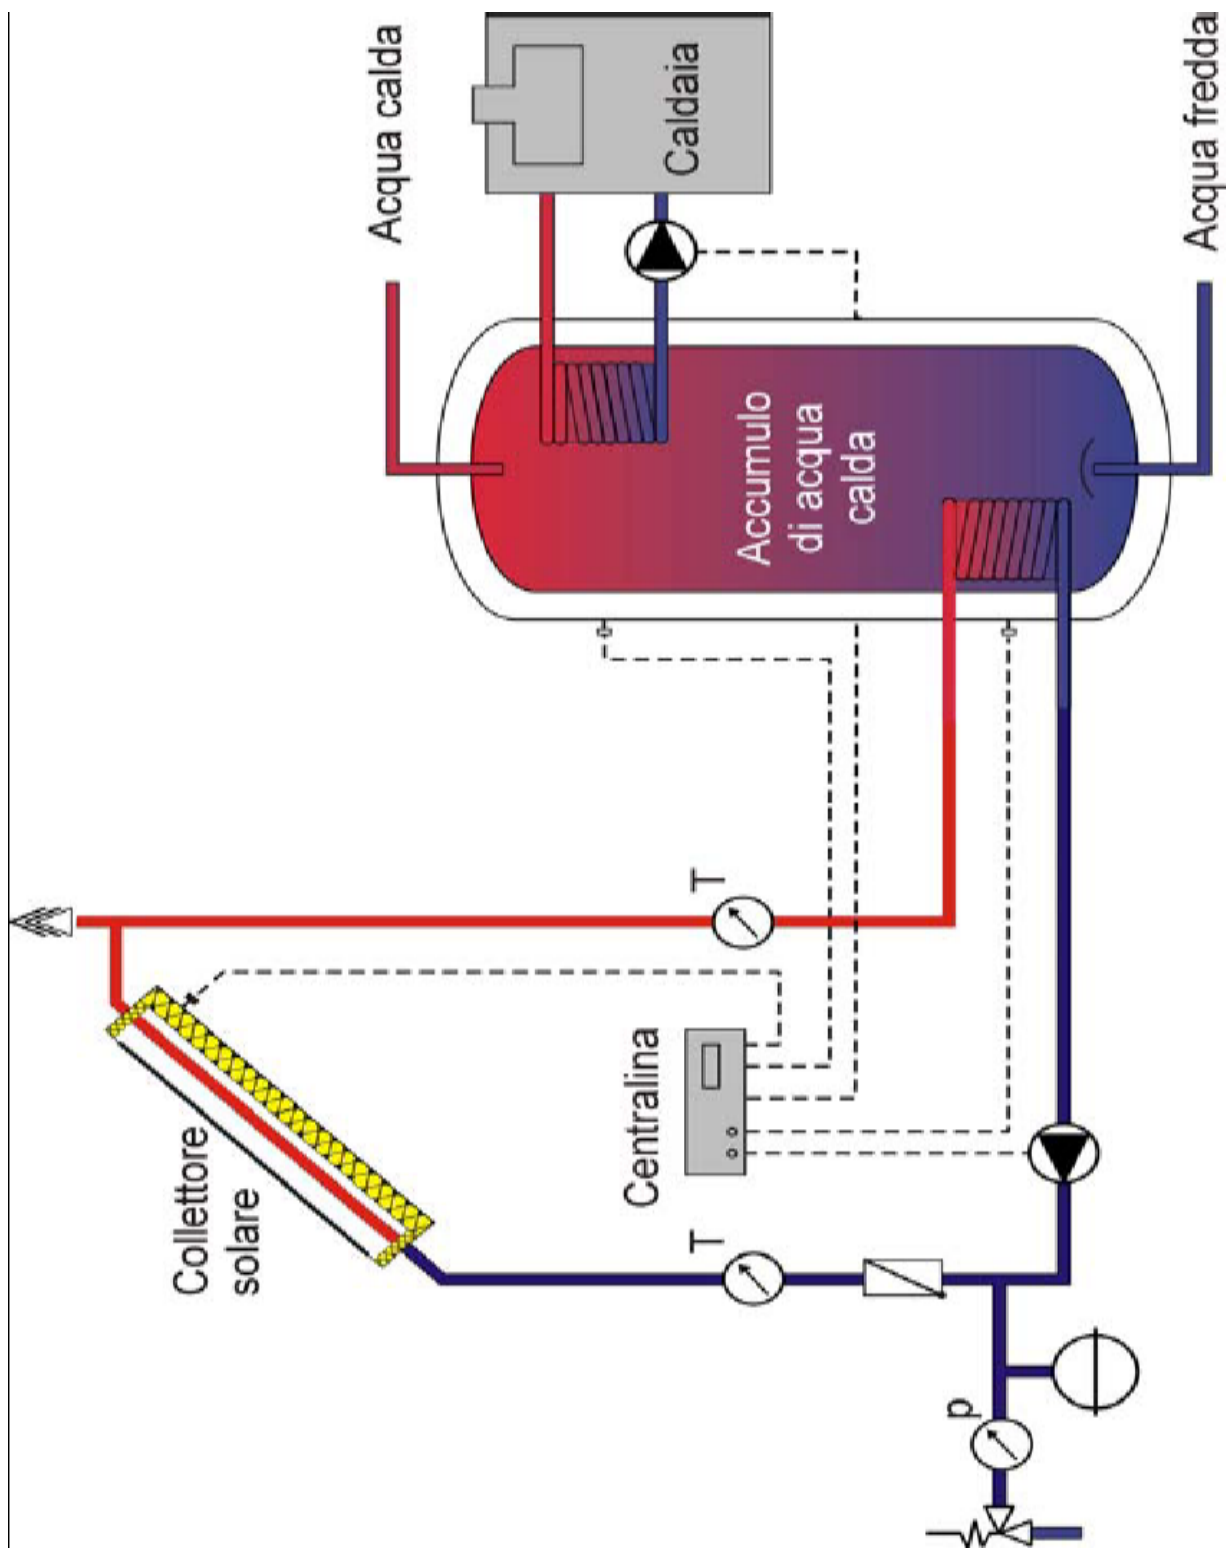 Acqua calda
Caldaia
Acqua fredda
Accumulo
di acqua
calda
T
Collettore
solare
Centralina
T
p